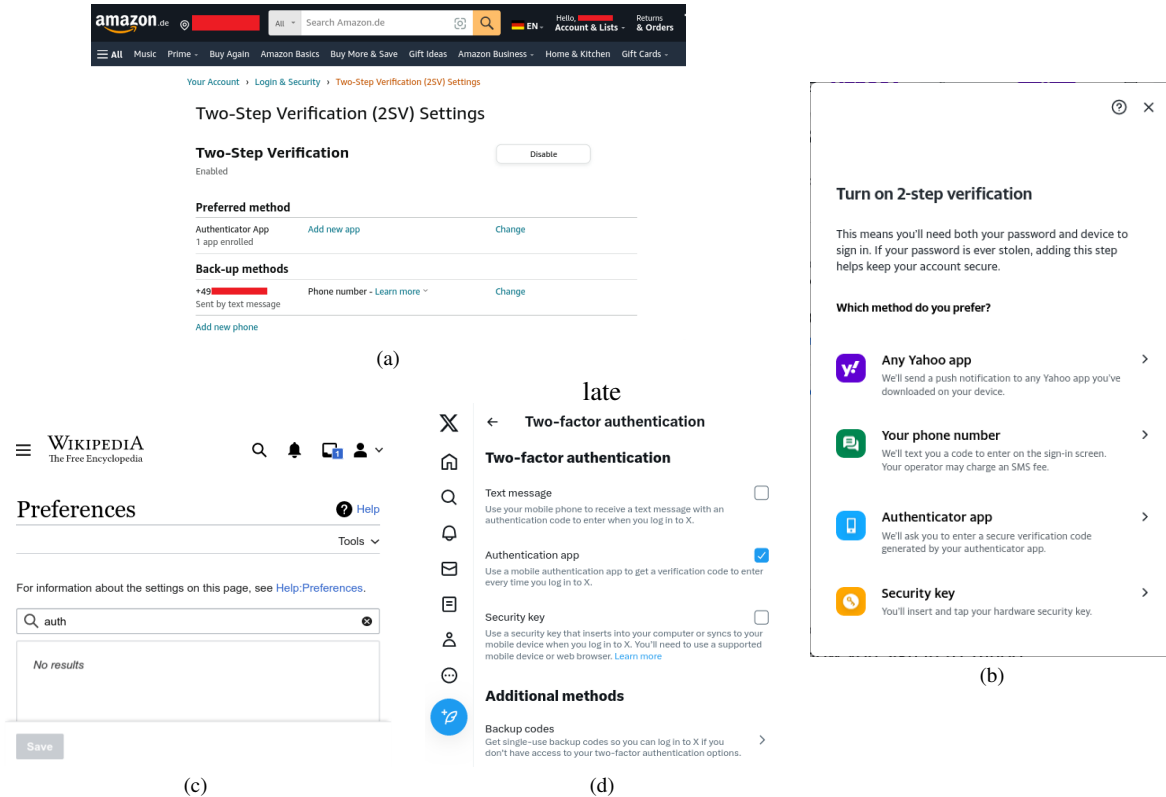 amazon.de
All
Search Amazon.de
EN
Hello,
Account & Lists
Returns
& Orders
All Music Prime Buy Again Amazon Basics Buy More & Save Gift Ideas Amazon Business Home & Kitchen Gift Cards
Your Account › Login & Security › Two-Step Verification (2SV) Settings
Two-Step Verification (2SV) Settings
Two-Step Verification Disable
Enabled
Preferred method
Authenticator App Add new app Change
1 app enrolled
Back-up methods
+49 Phone number - Learn more Change
Sent by text message
Add new phone
(a)
Turn on 2-step verification
This means you'll need both your password and device to
sign in. If your password is ever stolen, adding this step
helps keep your account secure.
Which method do you prefer?
y!
Any Yahoo app
We'll send a push notification to any Yahoo app you've
downloaded on your device.
Your phone number
We'll text you a code to enter on the sign-in screen.
Your operator may charge an SMS fee.
Authenticator app
We'll ask you to enter a secure verification code
generated by your authenticator app.
Security key
You'll insert and tap your hardware security key.
(b)
WIKIPEDIA
The Free Encyclopedia
1
Preferences
? Help
Tools
For information about the settings on this page, see Help:Preferences.
auth
No results
Save
(c)
late
X
← Two-factor authentication
Two-factor authentication
Text message
Use your mobile phone to receive a text message with an
authentication code to enter when you log in to X.
Authentication app
Use a mobile authentication app to get a verification code to enter
every time you log in to X.
Security key
Use a security key that inserts into your computer or syncs to your
mobile device when you log in to X. You'll need to use a supported
mobile device or web browser. Learn more
Additional methods
Backup codes
Get single-use backup codes so you can log in to X if you
don't have access to your two-factor authentication options.
(d)